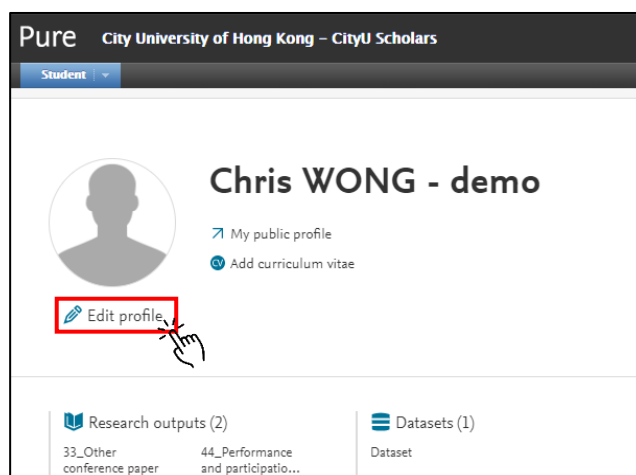 Pure City University of Hong Kong – CityU Scholars
Student
Chris WONG - demo
My public profile
CV Add curriculum vitae
Edit profile
Research outputs (2)
33_Other
conference paper
44_Performance
and participatio...
Datasets (1)
Dataset